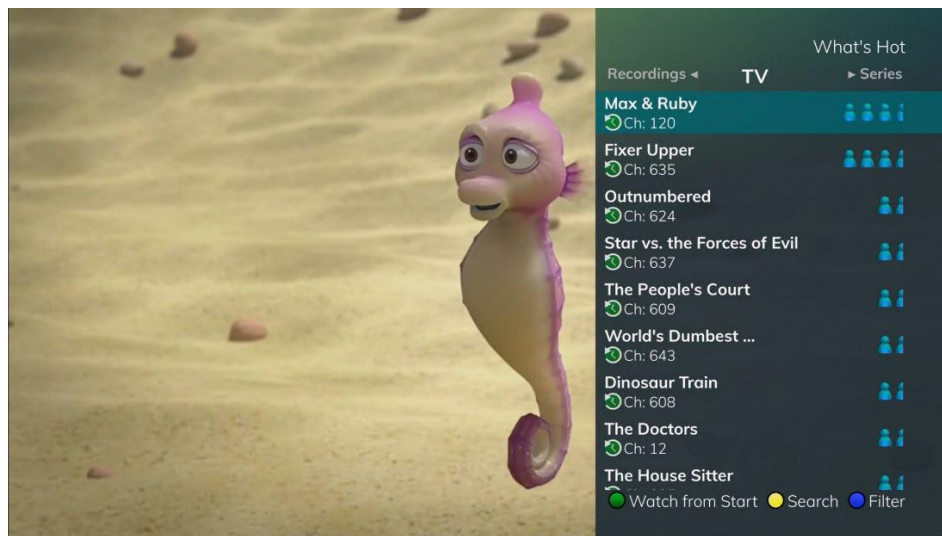 What's Hot
Recordings ◂ TV ▸ Series
Max & Ruby
Ch: 120
Fixer Upper
Ch: 635
Outnumbered
Ch: 624
Star vs. the Forces of Evil
Ch: 637
The People's Court
Ch: 609
World's Dumbest ...
Ch: 643
Dinosaur Train
Ch: 608
The Doctors
Ch: 12
The House Sitter
Watch from Start Search Filter